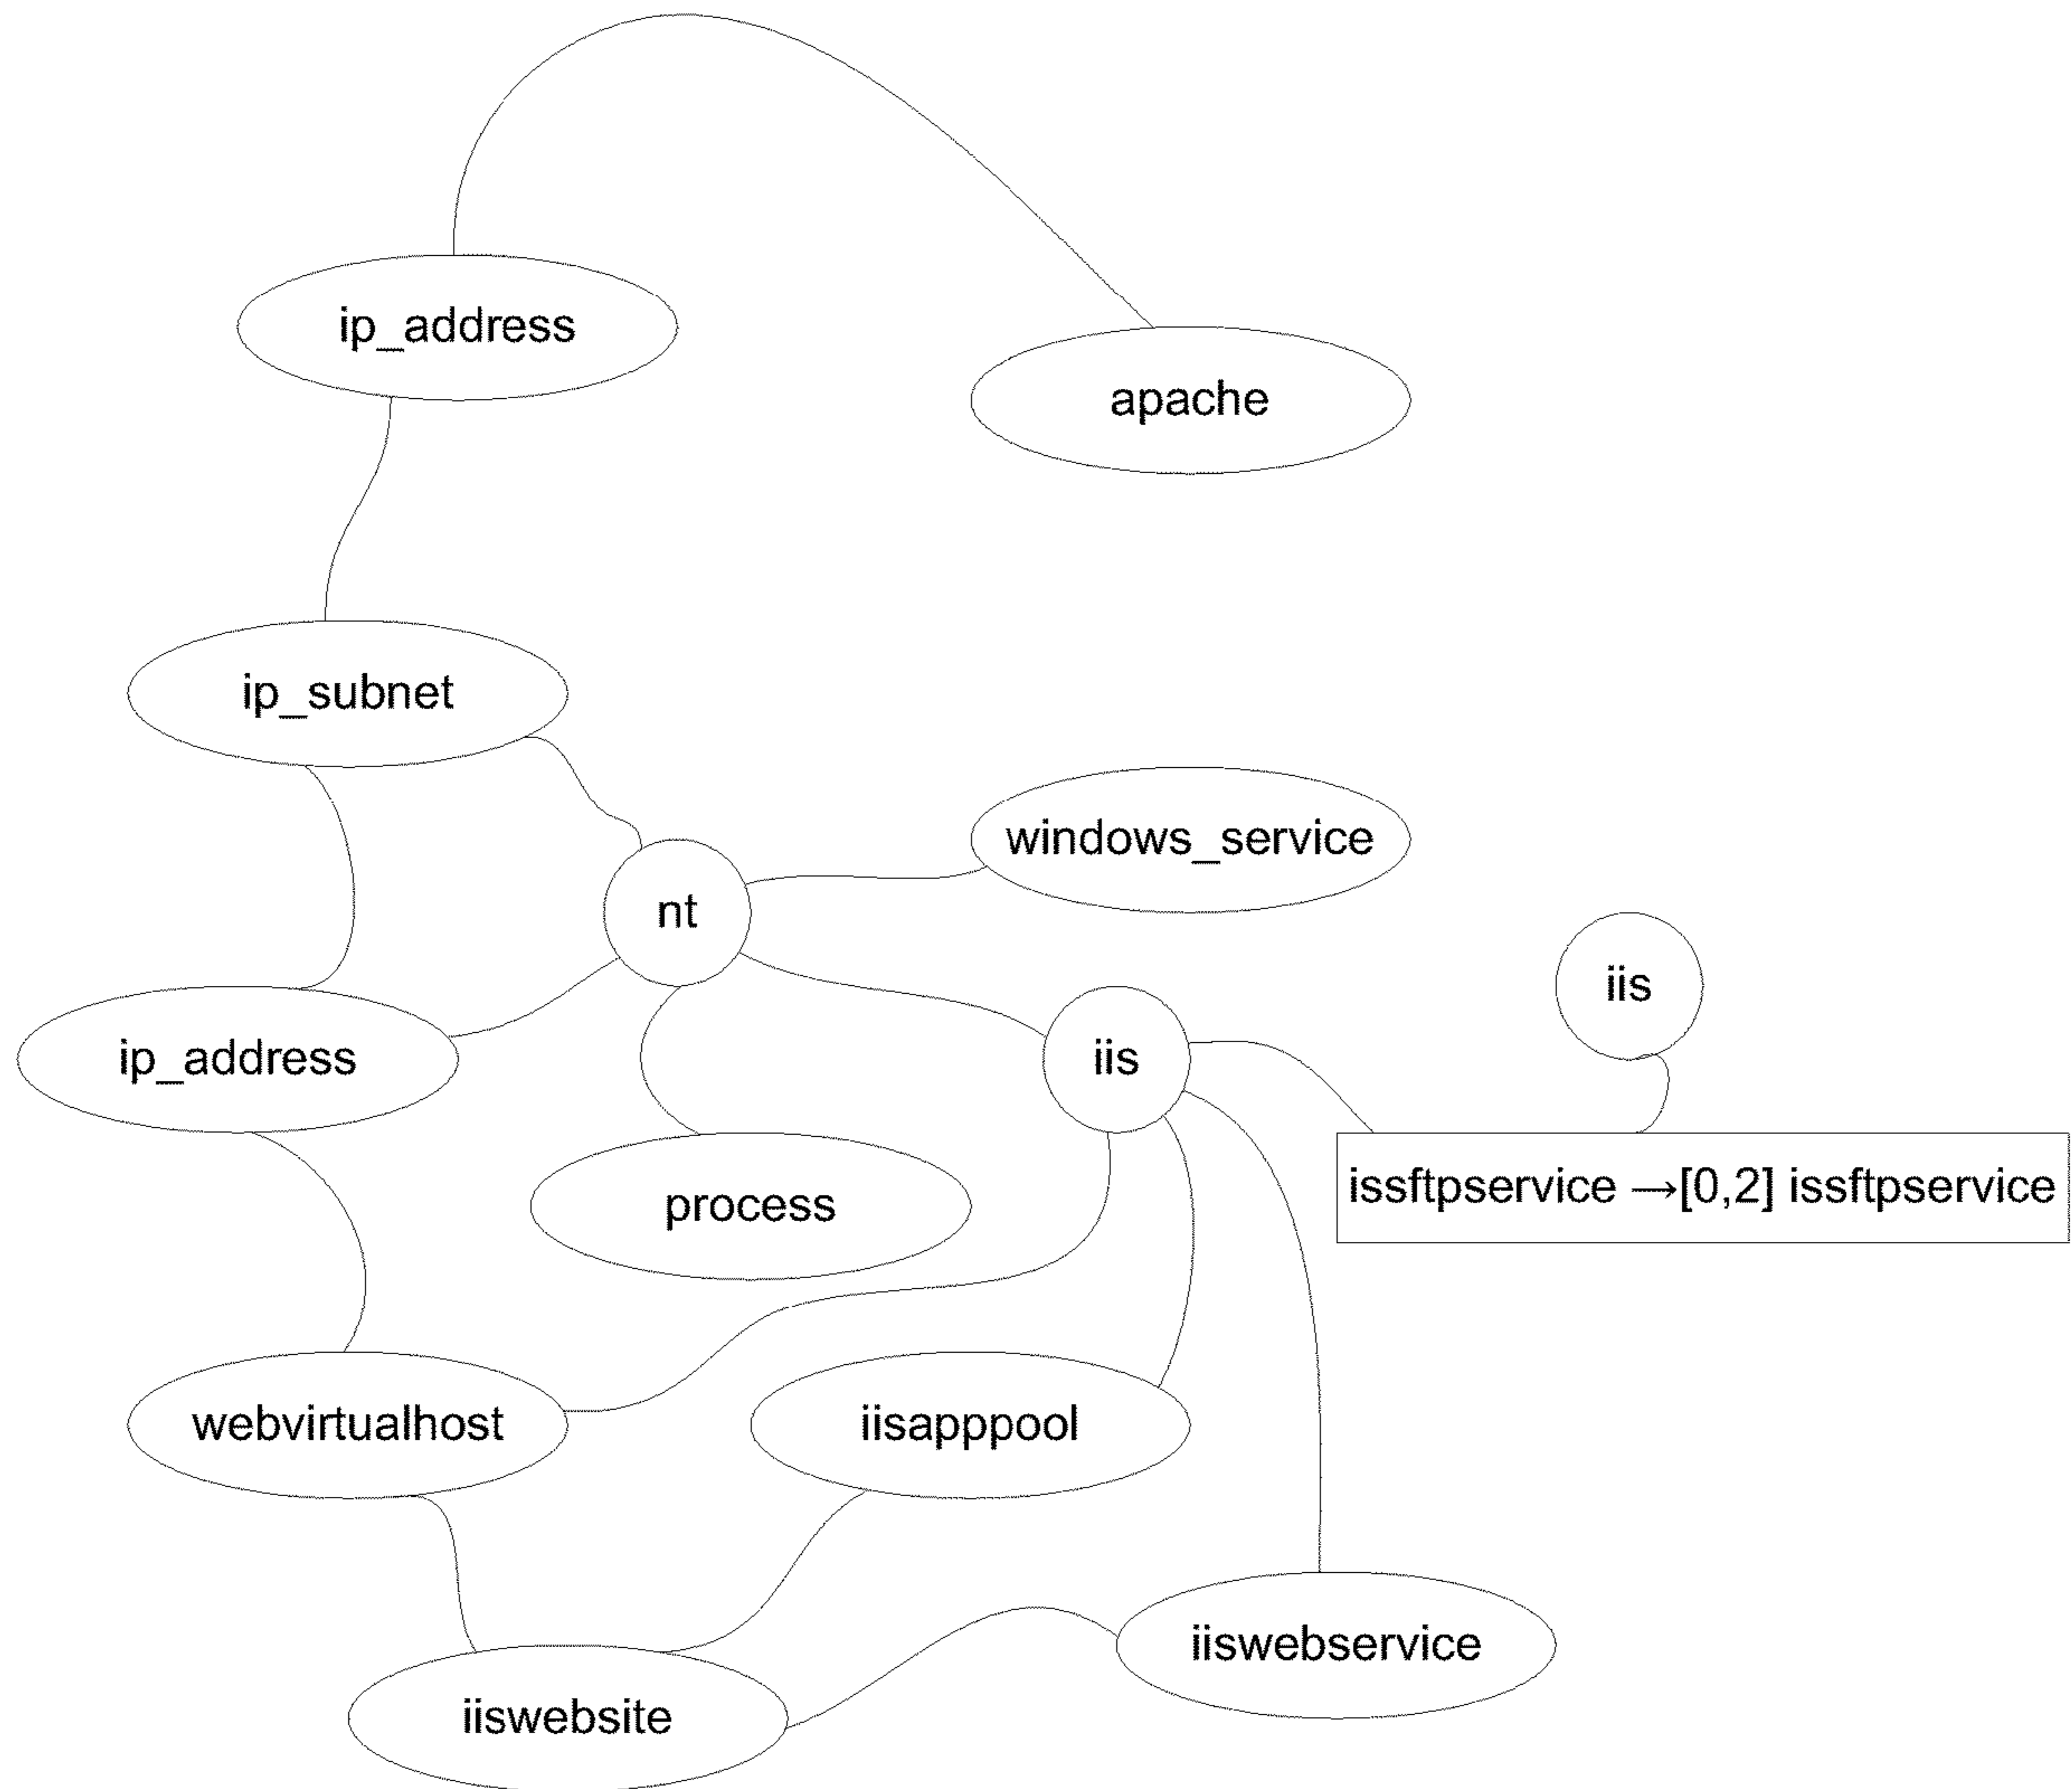 ip_address
apache
ip_subnet
windows_service
nt
iis
ip_address
iis
process
issftpservice →[0,2] issftpservice
webvirtualhost
iisapppool
iiswebservice
iiswebsite